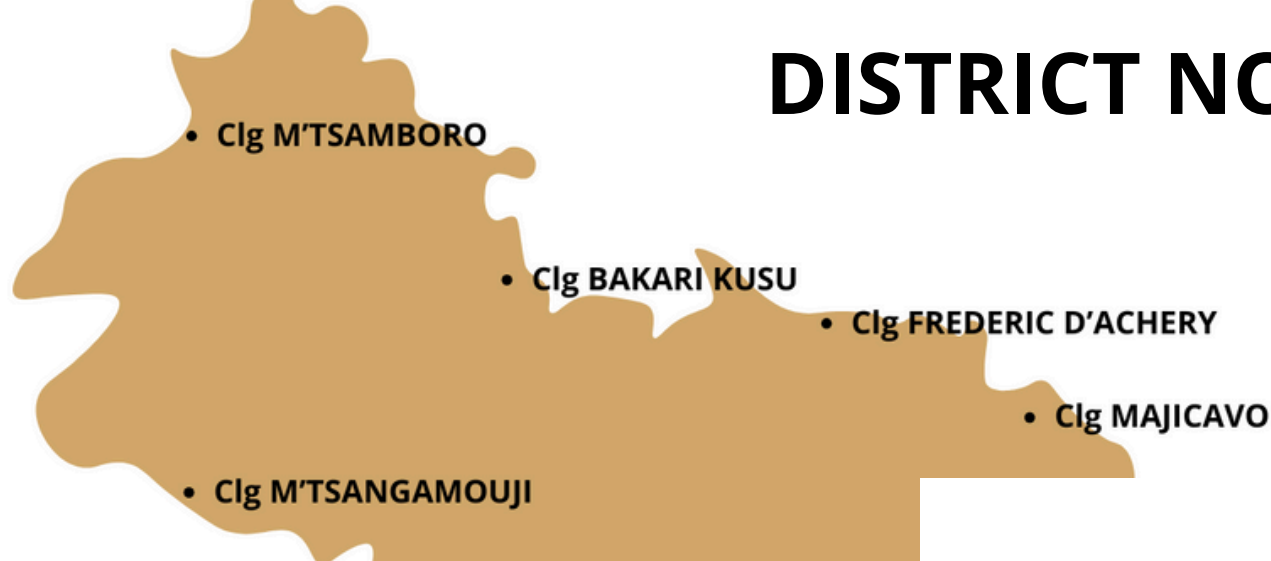 DISTRICT NO
Clg M’TSAMBORO
Clg BAKARI KUSU
Clg FREDERIC D’ACHERY
Clg MAJICAVO
Clg M’TSANGAMOUJI